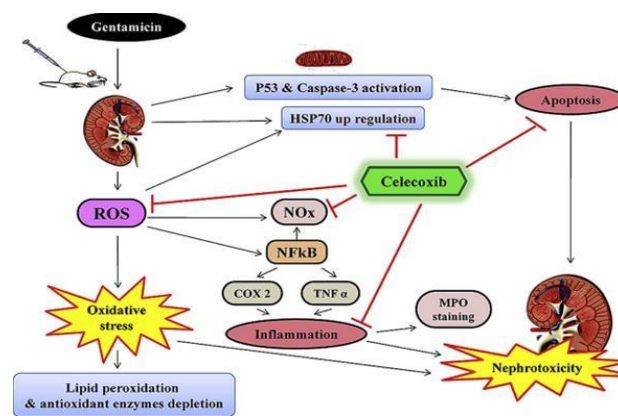 Gentamicin
P53 & Caspase-3 activation
Apoptosis
HSP70 up regulation
Celecoxib
ROS
NOx
NFkB
COX 2
TNF α
MPO
staining
Oxidative
stress
Inflammation
Nephrotoxicity
Lipid peroxidation
& antioxidant enzymes depletion